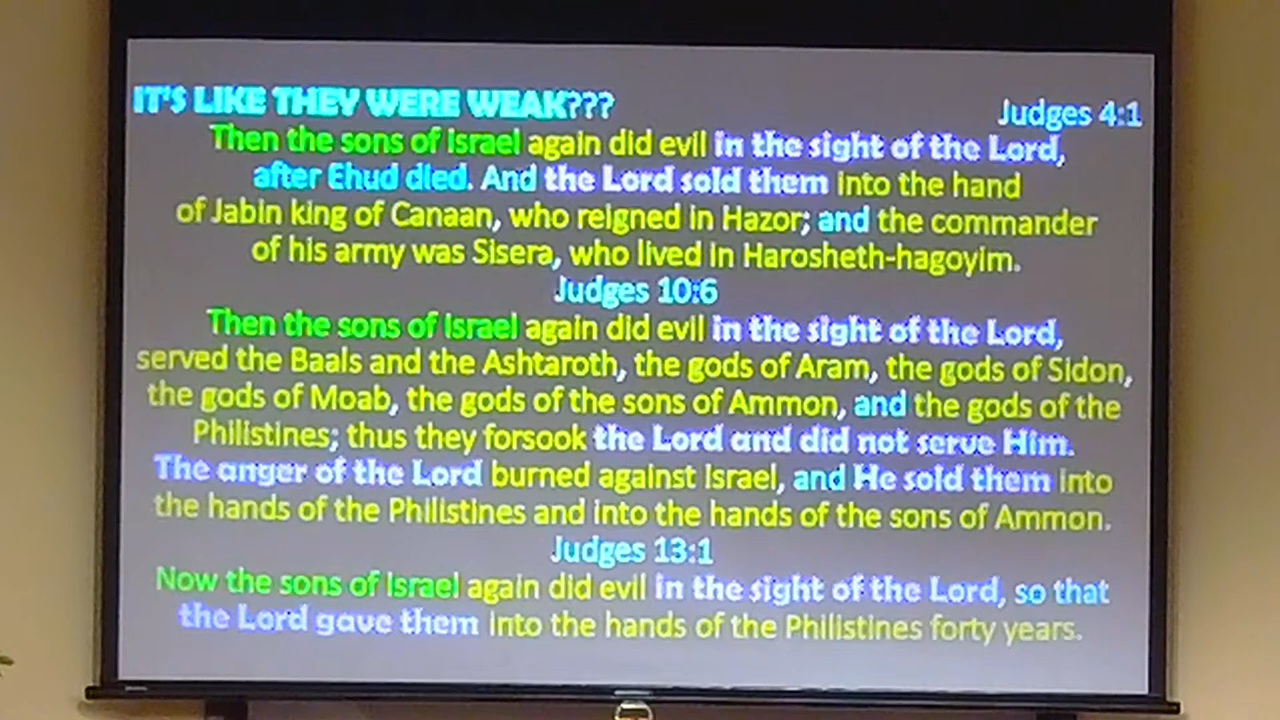 IT'S LIKE THEY WERE WEAK??? Judges 4:1
Then the sons of Israel again did evil in the sight of the Lord,
after Ehud died. And the Lord sold them into the hand
of Jabin king of Canaan, who reigned in Hazor; and the commander
of his army was Sisera, who lived in Harosheth-hagoyim.
Judges 10:6
Then the sons of Israel again did evil in the sight of the Lord,
served the Baals and the Ashtaroth, the gods of Aram, the gods of Sidon,
the gods of Moab, the gods of the sons of Ammon, and the gods of the
Philistines; thus they forsook the Lord and did not serve Him.
The anger of the Lord burned against Israel, and He sold them into
the hands of the Philistines and into the hands of the sons of Ammon.
Judges 13:1
Now the sons of Israel again did evil in the sight of the Lord, so that
the Lord gave them into the hands of the Philistines forty years.